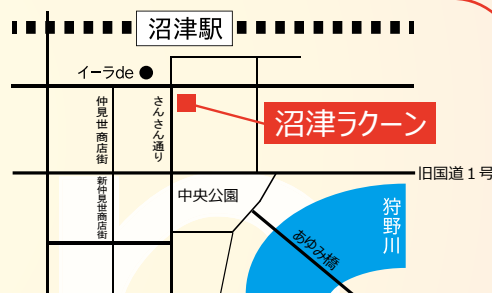 沼津駅
イーラde
仲見世商店街
さんさん通り
沼津ラクーン
旧国道1号
新仲見世商店街
中央公園
狩野川
あゆみ橋